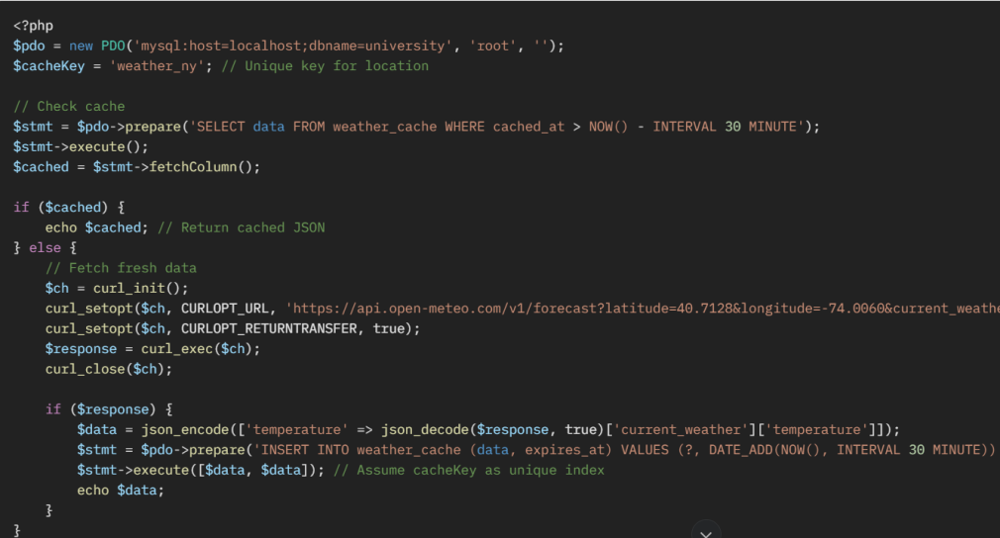 <?php
$pdo = new PDO('mysql:host=localhost;dbname=university', 'root', '');
$cacheKey = 'weather_ny'; // Unique key for location
// Check cache
$stmt = $pdo->prepare('SELECT data FROM weather_cache WHERE cached_at > NOW() - INTERVAL 30 MINUTE');
$stmt->execute();
$cached = $stmt->fetchColumn();
if ($cached) {
    echo $cached; // Return cached JSON
} else {
    // Fetch fresh data
    $ch = curl_init();
    curl_setopt($ch, CURLOPT_URL, 'https://api.open-meteo.com/v1/forecast?latitude=40.7128&longitude=-74.0060&current_weathe
    curl_setopt($ch, CURLOPT_RETURNTRANSFER, true);
    $response = curl_exec($ch);
    curl_close($ch);
    if ($response) {
        $data = json_encode(['temperature' => json_decode($response, true)['current_weather']['temperature']]);
        $stmt = $pdo->prepare('INSERT INTO weather_cache (data, expires_at) VALUES (?, DATE_ADD(NOW(), INTERVAL 30 MINUTE))
        $stmt->execute([$data, $data]); // Assume cacheKey as unique index
        echo $data;
    }
}